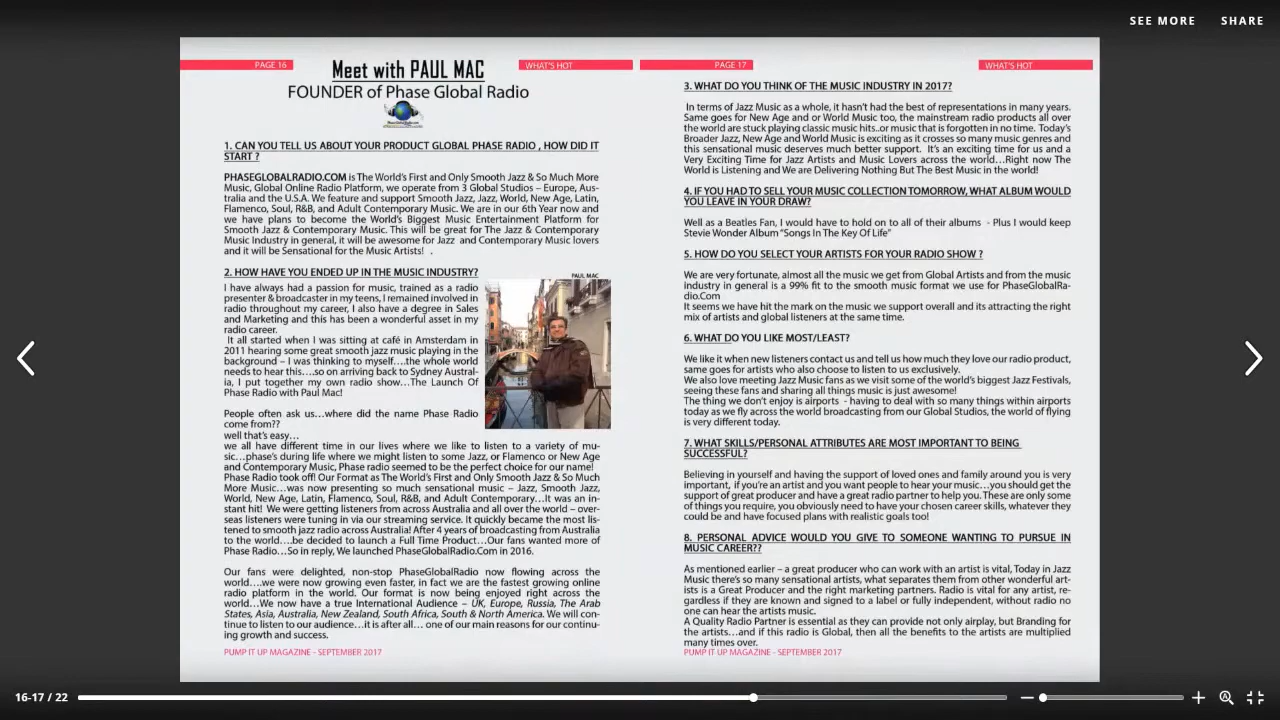 SEE MORE SHARE
PAGE 16
WHAT'S HOT
Meet with PAUL MAC
FOUNDER of Phase Global Radio
1. CAN YOU TELL US ABOUT YOUR PRODUCT GLOBAL PHASE RADIO , HOW DID IT
START ?
PHASEGLOBALRADIO.COM is The World's First and Only Smooth Jazz & So Much More
Music, Global Online Radio Platform, we operate from 3 Global Studios – Europe, Aus-
tralia and the U.S.A. We feature and support Smooth Jazz, Jazz, World, New Age, Latin,
Flamenco, Soul, R&B, and Adult Contemporary Music. We are in our 6th Year now and
we have plans to become the World's Biggest Music Entertainment Platform for
Smooth Jazz & Contemporary Music. This will be great for The Jazz & Contemporary
Music Industry in general, it will be awesome for Jazz and Contemporary Music lovers
and it will be Sensational for the Music Artists! .
2. HOW HAVE YOU ENDED UP IN THE MUSIC INDUSTRY?
PAUL MAC
I have always had a passion for music, trained as a radio
presenter & broadcaster in my teens, I remained involved in
radio throughout my career, I also have a degree in Sales
and Marketing and this has been a wonderful asset in my
radio career.
It all started when I was sitting at café in Amsterdam in
2011 hearing some great smooth jazz music playing in the
background – I was thinking to myself….the whole world
needs to hear this….so on arriving back to Sydney Austral-
ia, I put together my own radio show…The Launch Of
Phase Radio with Paul Mac!
People often ask us…where did the name Phase Radio
come from??
well that's easy…
we all have different time in our lives where we like to listen to a variety of mu-
sic…phase's during life where we might listen to some Jazz, or Flamenco or New Age
and Contemporary Music, Phase radio seemed to be the perfect choice for our name!
Phase Radio took off! Our Format as The World's First and Only Smooth Jazz & So Much
More Music…was now presenting so much sensational music – Jazz, Smooth Jazz,
World, New Age, Latin, Flamenco, Soul, R&B, and Adult Contemporary…It was an in-
stant hit! We were getting listeners from across Australia and all over the world – over-
seas listeners were tuning in via our streaming service. It quickly became the most lis-
tened to smooth jazz radio across Australia! After 4 years of broadcasting from Australia
to the world….be decided to launch a Full Time Product…Our fans wanted more of
Phase Radio…So in reply, We launched PhaseGlobalRadio.Com in 2016.
Our fans were delighted, non-stop PhaseGlobalRadio now flowing across the
world….we were now growing even faster, in fact we are the fastest growing online
radio platform in the world. Our format is now being enjoyed right across the
world…We now have a true International Audience – UK, Europe, Russia, The Arab
States, Asia, Australia, New Zealand, South Africa, South & North America. We will con-
tinue to listen to our audience…it is after all… one of our main reasons for our continu-
ing growth and success.
PUMP IT UP MAGAZINE - SEPTEMBER 2017
PAGE 17
WHAT'S HOT
3. WHAT DO YOU THINK OF THE MUSIC INDUSTRY IN 2017?
In terms of Jazz Music as a whole, it hasn't had the best of representations in many years.
Same goes for New Age and or World Music too, the mainstream radio products all over
the world are stuck playing classic music hits..or music that is forgotten in no time. Today's
Broader Jazz, New Age and World Music is exciting as it crosses so many music genres and
this sensational music deserves much better support. It's an exciting time for us and a
Very Exciting Time for Jazz Artists and Music Lovers across the world…Right now The
World is Listening and We are Delivering Nothing But The Best Music in the world!
4. IF YOU HAD TO SELL YOUR MUSIC COLLECTION TOMORROW, WHAT ALBUM WOULD
YOU LEAVE IN YOUR DRAW?
Well as a Beatles Fan, I would have to hold on to all of their albums - Plus I would keep
Stevie Wonder Album "Songs In The Key Of Life"
5. HOW DO YOU SELECT YOUR ARTISTS FOR YOUR RADIO SHOW ?
We are very fortunate, almost all the music we get from Global Artists and from the music
industry in general is a 99% fit to the smooth music format we use for PhaseGlobalRa-
dio.Com
It seems we have hit the mark on the music we support overall and its attracting the right
mix of artists and global listeners at the same time.
6. WHAT DO YOU LIKE MOST/LEAST?
We like it when new listeners contact us and tell us how much they love our radio product,
same goes for artists who also choose to listen to us exclusively.
We also love meeting Jazz Music fans as we visit some of the world's biggest Jazz Festivals,
seeing these fans and sharing all things music is just awesome!
The thing we don't enjoy is airports - having to deal with so many things within airports
today as we fly across the world broadcasting from our Global Studios, the world of flying
is very different today.
7. WHAT SKILLS/PERSONAL ATTRIBUTES ARE MOST IMPORTANT TO BEING
SUCCESSFUL?
Believing in yourself and having the support of loved ones and family around you is very
important, if you're an artist and you want people to hear your music…you should get the
support of great producer and have a great radio partner to help you. These are only some
of things you require, you obviously need to have your chosen career skills, whatever they
could be and have focused plans with realistic goals too!
8. PERSONAL ADVICE WOULD YOU GIVE TO SOMEONE WANTING TO PURSUE IN
MUSIC CAREER??
As mentioned earlier – a great producer who can work with an artist is vital, Today in Jazz
Music there's so many sensational artists, what separates them from other wonderful art-
ists is a Great Producer and the right marketing partners. Radio is vital for any artist, re-
gardless if they are known and signed to a label or fully independent, without radio no
one can hear the artists music.
A Quality Radio Partner is essential as they can provide not only airplay, but Branding for
the artists…and if this radio is Global, then all the benefits to the artists are multiplied
many times over.
PUMP IT UP MAGAZINE - SEPTEMBER 2017
16-17 / 22